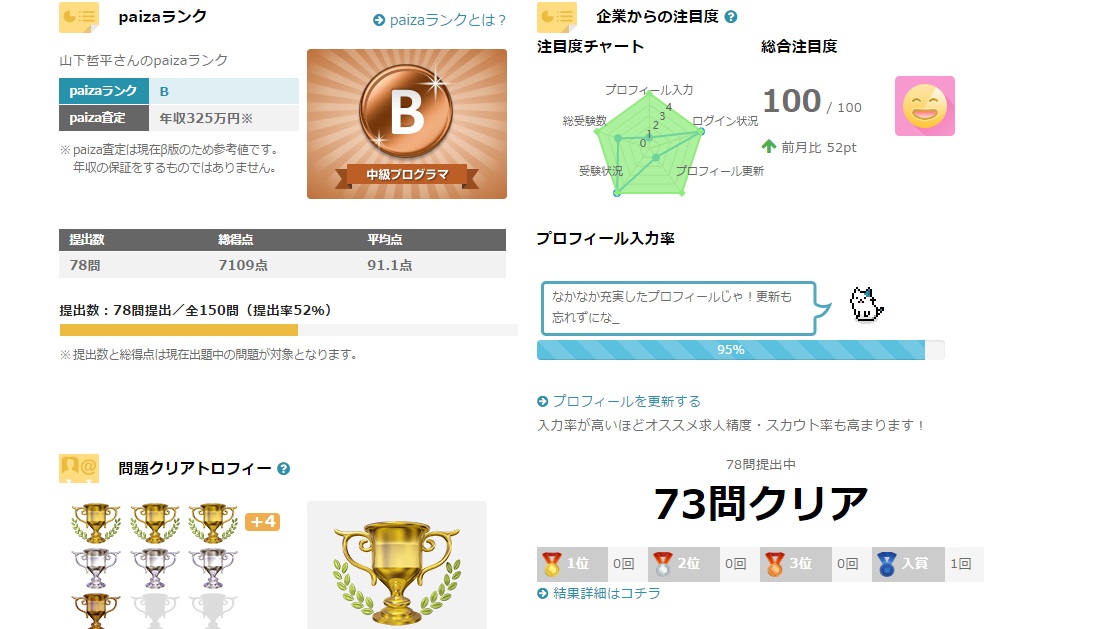 paizaランク
paizaランクとは？
山下哲平さんのpaizaランク
paizaランク B
paiza査定 年収325万円※
※ paiza査定は現在β版のため参考値です。
年収の保証をするものではありません。
B
中級プログラマ
提出数 総得点 平均点
78問 7109点 91.1点
提出数：78問提出／全150問（提出率52%）
※ 提出数と総得点は現在出題中の問題が対象となります。
問題クリアトロフィー
+4
企業からの注目度
注目度チャート
総合注目度
プロフィール入力
ログイン状況
プロフィール更新
受験状況
総受験数
4
3
2
1
0
100 / 100
前月比 52pt
プロフィール入力率
なかなか充実したプロフィールじゃ！更新も
忘れずにな_
95%
プロフィールを更新する
入力率が高いほどオススメ求人精度・スカウト率も高まります！
78問提出中
73問クリア
1位 0回 2位 0回 3位 0回 入賞 1回
結果詳細はコチラ